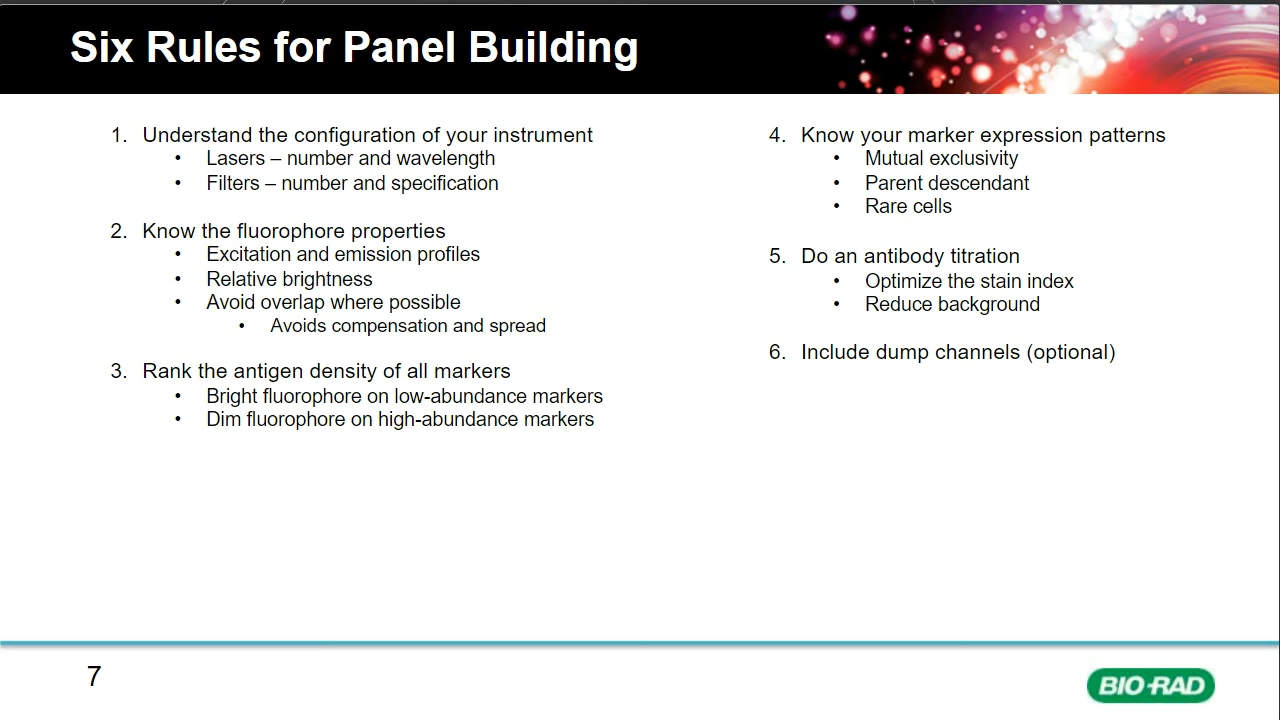 Six Rules for Panel Building
1. Understand the configuration of your instrument
• Lasers – number and wavelength
• Filters – number and specification
2. Know the fluorophore properties
• Excitation and emission profiles
• Relative brightness
• Avoid overlap where possible
• Avoids compensation and spread
3. Rank the antigen density of all markers
• Bright fluorophore on low-abundance markers
• Dim fluorophore on high-abundance markers
4. Know your marker expression patterns
• Mutual exclusivity
• Parent descendant
• Rare cells
5. Do an antibody titration
• Optimize the stain index
• Reduce background
6. Include dump channels (optional)
7
BIO-RAD